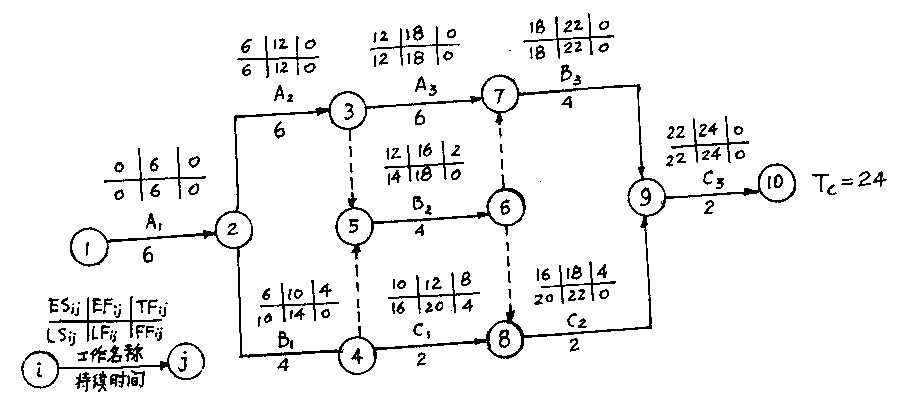 6 12 0
6 12 0
A₂
6
12 18 0
12 18 0
A₃
6
18 22 0
18 22 0
B₃
4
3
7
0 6 0
0 6 0
A₁
6
1
2
12 16 2
14 18 0
B₂
4
5
6
22 24 0
22 24 0
C₃
2
9
10
T_C=24
6 10 4
10 14 0
B₁
4
4
10 12 8
16 20 4
C₁
2
8
16 18 4
20 22 0
C₂
2
ESij EFij TFij
LSij LFij FFij
i 工作名称 j
持续时间